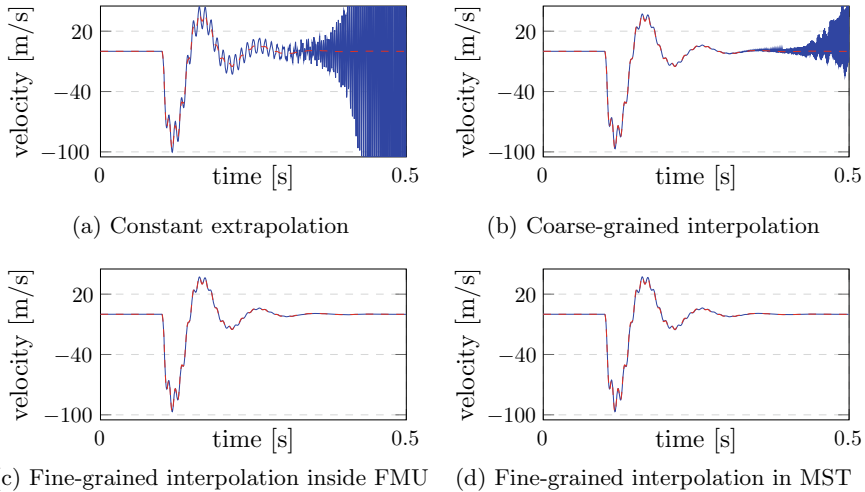 velocity [m/s]
20
−40
−100
0
time [s]
0.5
(a) Constant extrapolation
velocity [m/s]
20
−40
−100
0
time [s]
0.5
(b) Coarse-grained interpolation
velocity [m/s]
20
−40
−100
0
time [s]
0.5
c) Fine-grained interpolation inside FMU
velocity [m/s]
20
−40
−100
0
time [s]
0.5
(d) Fine-grained interpolation in MST